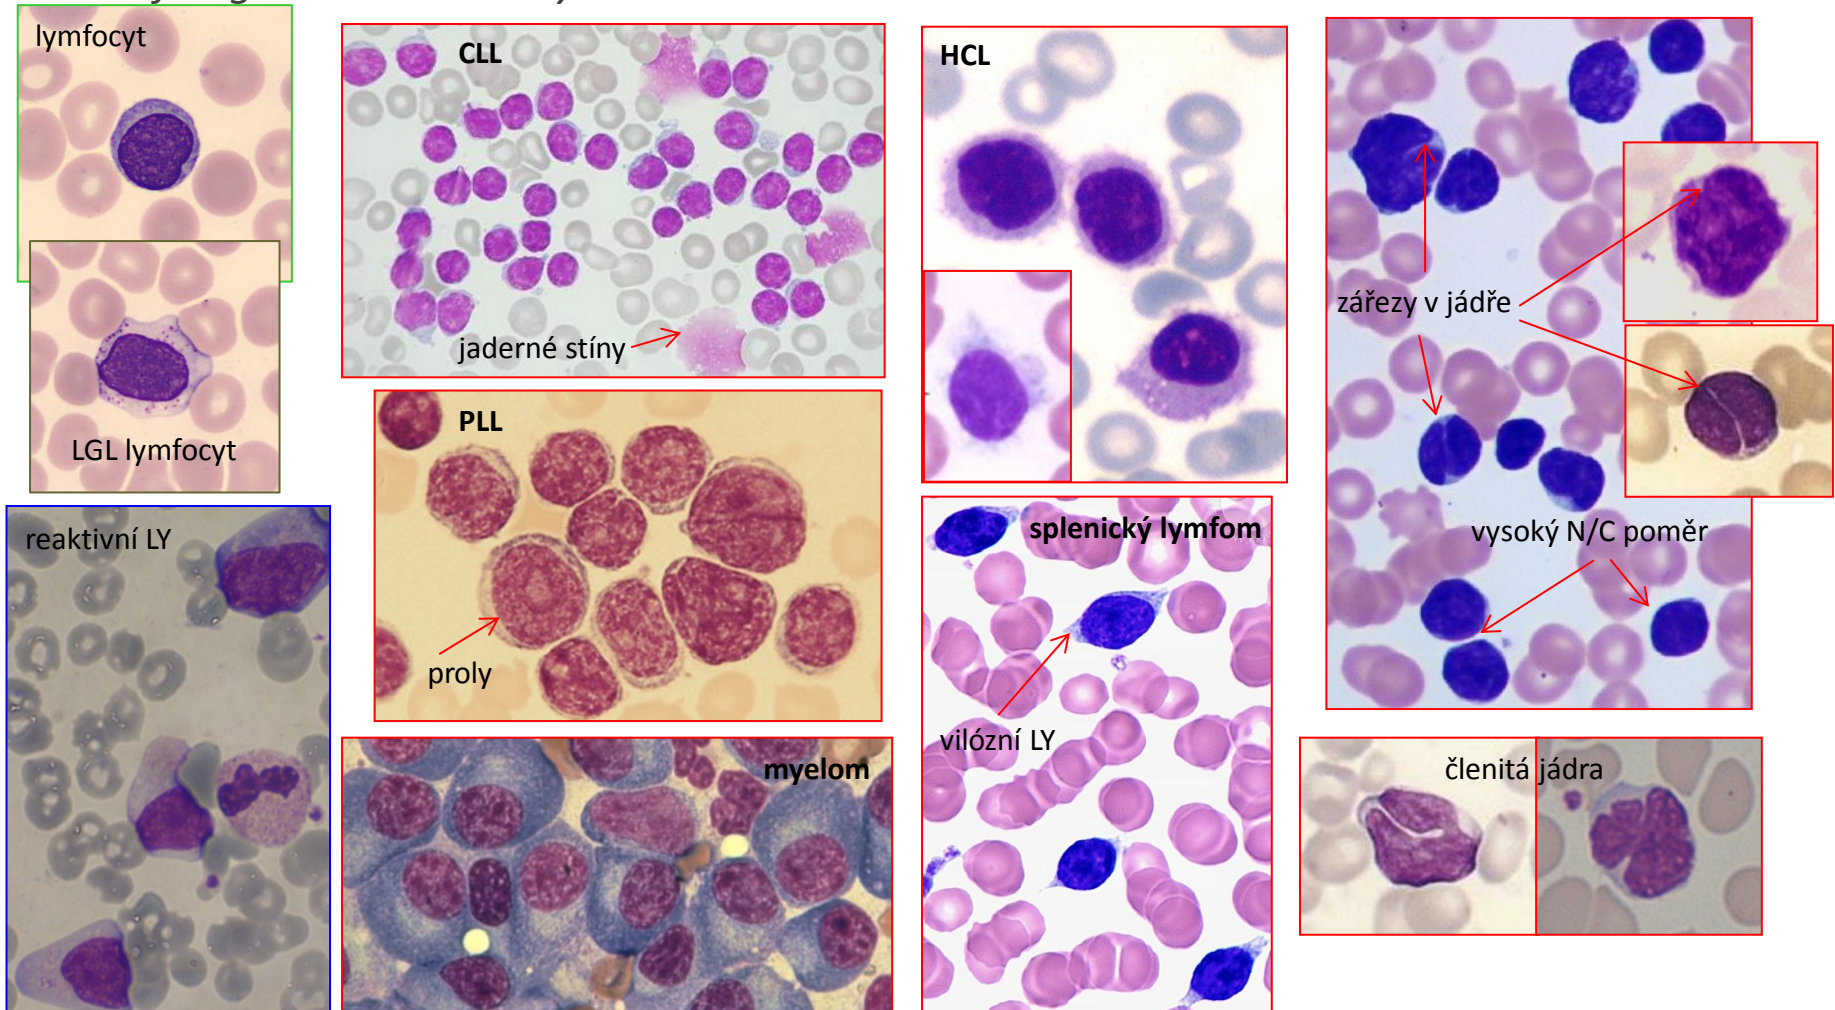 lymfocyt
LGL lymfocyt
reaktivní LY
CLL
jaderné stíny
PLL
proly
myelom
HCL
splenický lymfom
vilózní LY
zářezy v jádře
vysoký N/C poměr
členitá jádra